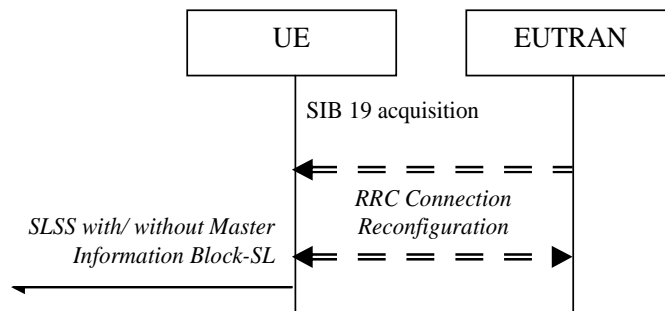 UE
EUTRAN
SIB 19 acquisition
RRC Connection
Reconfiguration
SLSS with/ without Master
Information Block-SL